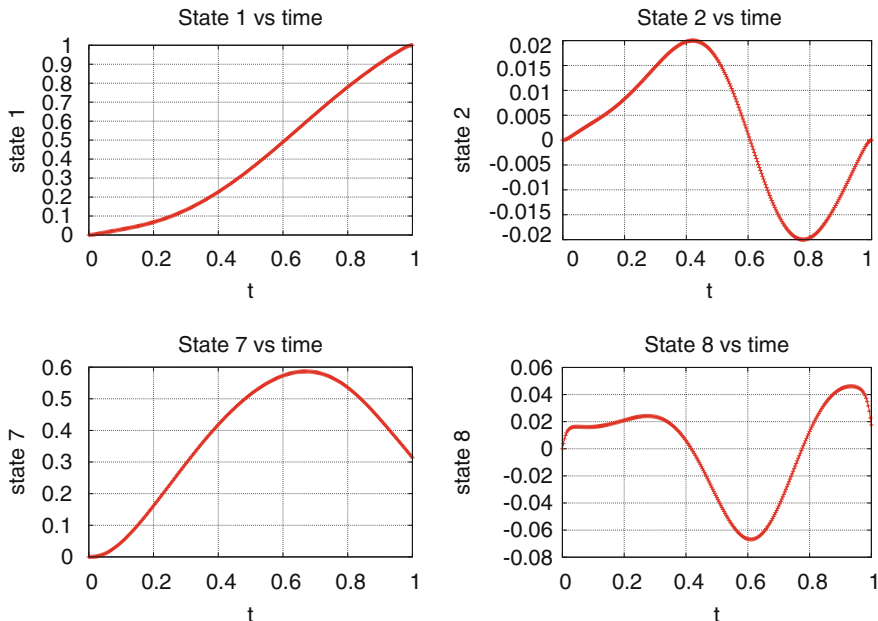 State 1 vs time
1
0.9
0.8
0.7
0.6
0.5
0.4
0.3
0.2
0.1
0
state 1
0 0.2 0.4 0.6 0.8 1
t
State 2 vs time
0.02
0.015
0.01
0.005
0
-0.005
-0.01
-0.015
-0.02
state 2
0 0.2 0.4 0.6 0.8 1
t
State 7 vs time
0.6
0.5
0.4
0.3
0.2
0.1
0
state 7
0 0.2 0.4 0.6 0.8 1
t
State 8 vs time
0.06
0.04
0.02
0
-0.02
-0.04
-0.06
-0.08
state 8
0 0.2 0.4 0.6 0.8 1
t